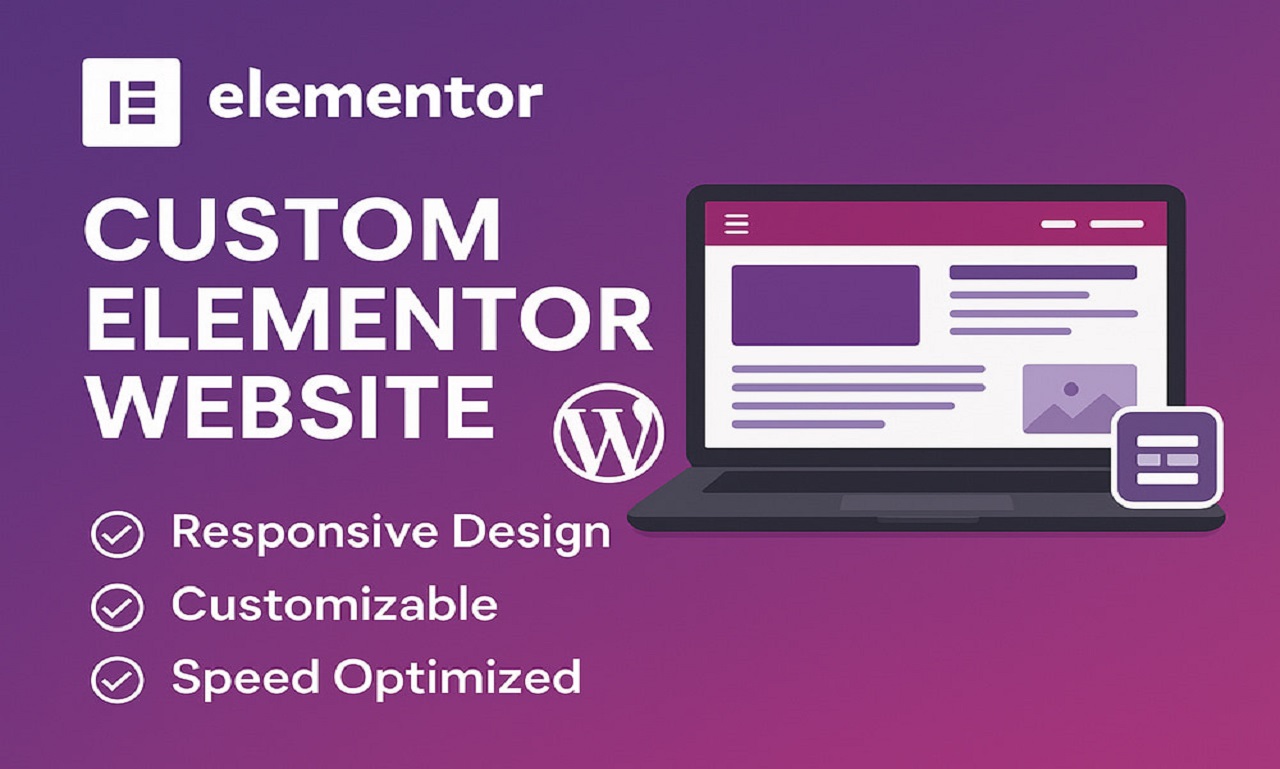 elementor
CUSTOM
ELEMENTOR
WEBSITE
Responsive Design
Customizable
Speed Optimized